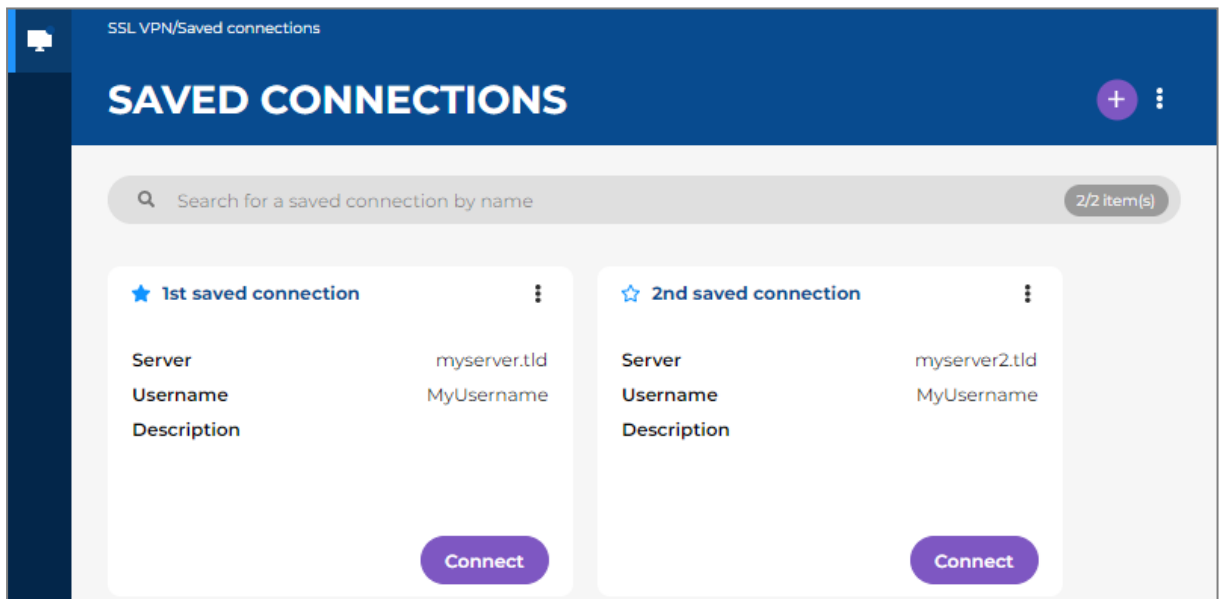 SSL VPN/Saved connections
SAVED CONNECTIONS
+
Search for a saved connection by name
2/2 item(s)
1st saved connection
Server myserver.tld
Username MyUsername
Description
Connect
2nd saved connection
Server myserver2.tld
Username MyUsername
Description
Connect